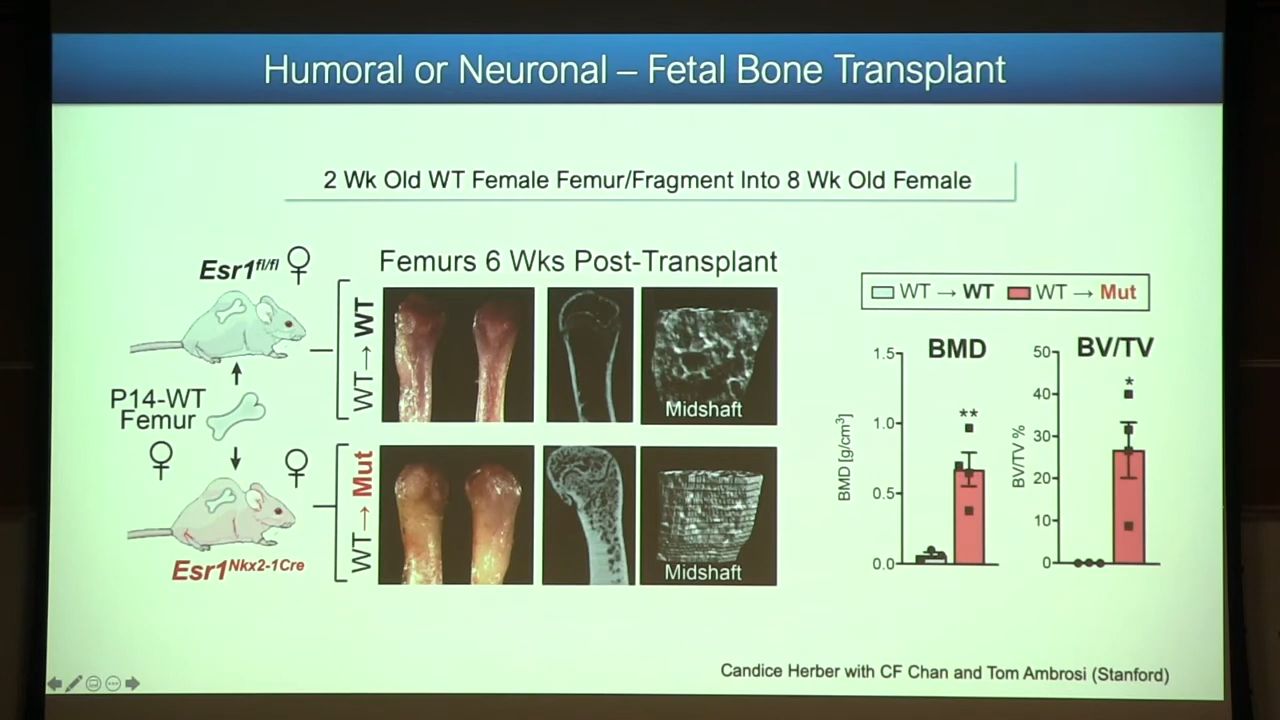 Humoral or Neuronal – Fetal Bone Transplant
2 Wk Old WT Female Femur/Fragment Into 8 Wk Old Female
Esr1fl/fl ♀
P14-WT
Femur
♀
♀
Esr1Nkx2-1Cre
Femurs 6 Wks Post-Transplant
WT→ WT
Midshaft
WT→ Mut
Midshaft
WT → WT WT → Mut
BMD
BMD [g/cm³]
1.5
1.0
0.5
0.0
**
BV/TV
BV/TV %
50
40
30
20
10
0
*
Candice Herber with CF Chan and Tom Ambrosi (Stanford)